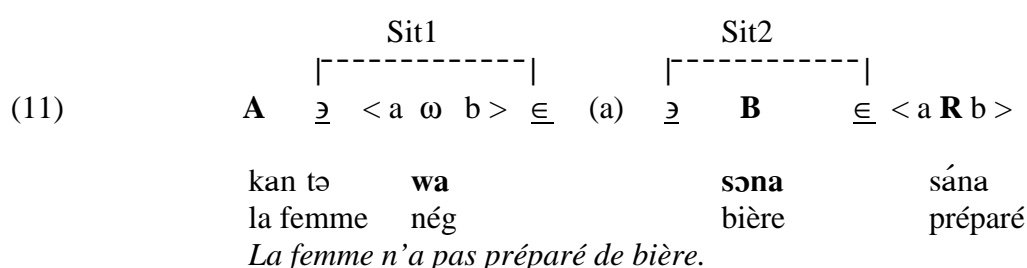 Sit1 Sit2
|--------------| |------------|
(11) A ϶ < a ω b > ∈ (a) ϶ B ∈ < a R b >
kan tə wa sɔna sána
la femme nég bière préparé
La femme n'a pas préparé de bière.